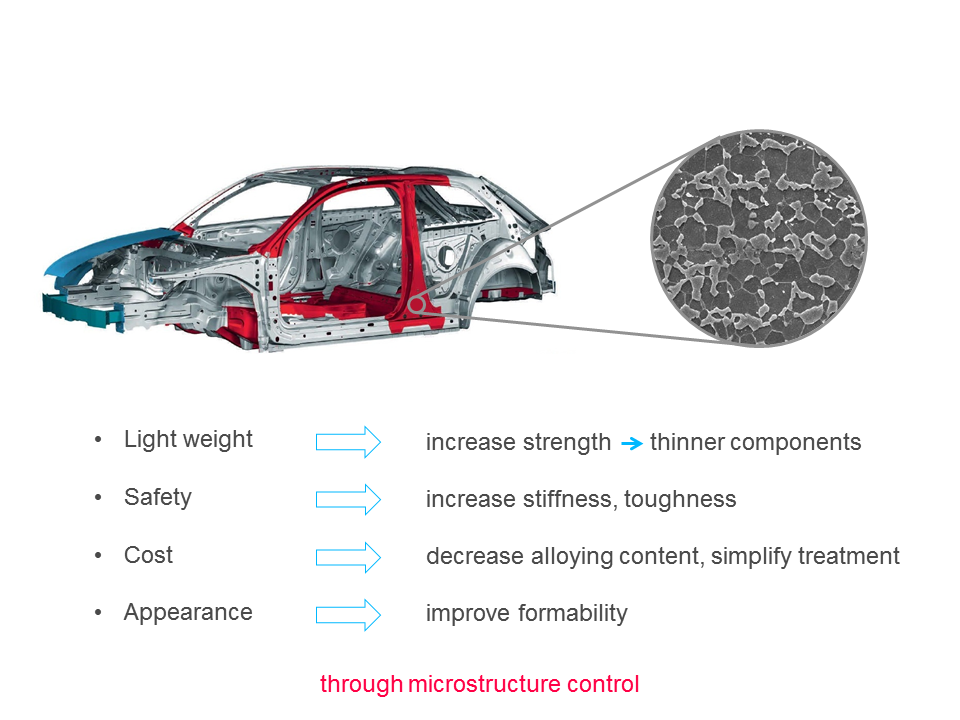 • Light weight increase strength → thinner components
• Safety increase stiffness, toughness
• Cost decrease alloying content, simplify treatment
• Appearance improve formability
through microstructure control